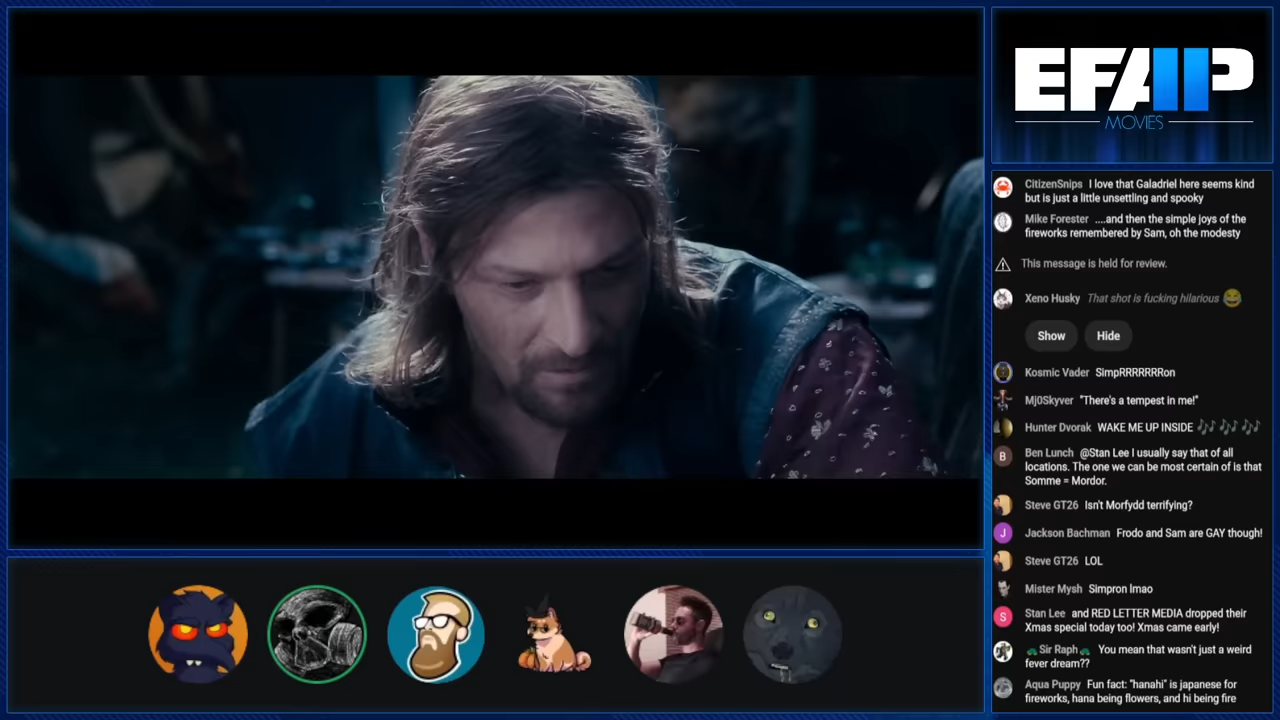 EFAP
MOVIES
CitizenSnips I love that Galadriel here seems kind
but is just a little unsettling and spooky
Mike Forester ....and then the simple joys of the
fireworks remembered by Sam, oh the modesty
This message is held for review.
Xeno Husky That shot is fucking hilarious 😂
Show Hide
Kosmic Vader SimpRRRRRRRon
Mj0Skyver "There's a tempest in me!"
Hunter Dvorak WAKE ME UP INSIDE 🎶 🎶 🎶
B
Ben Lunch @Stan Lee I usually say that of all
locations. The one we can be most certain of is that
Somme = Mordor.
Steve GT26 Isn't Morfydd terrifying?
J Jackson Bachman Frodo and Sam are GAY though!
Steve GT26 LOL
Mister Mysh Simpron lmao
S Stan Lee and RED LETTER MEDIA dropped their
Xmas special today too! Xmas came early!
Sir Raph You mean that wasn't just a weird
fever dream??
Aqua Puppy Fun fact: "hanahi" is japanese for
fireworks, hana being flowers, and hi being fire